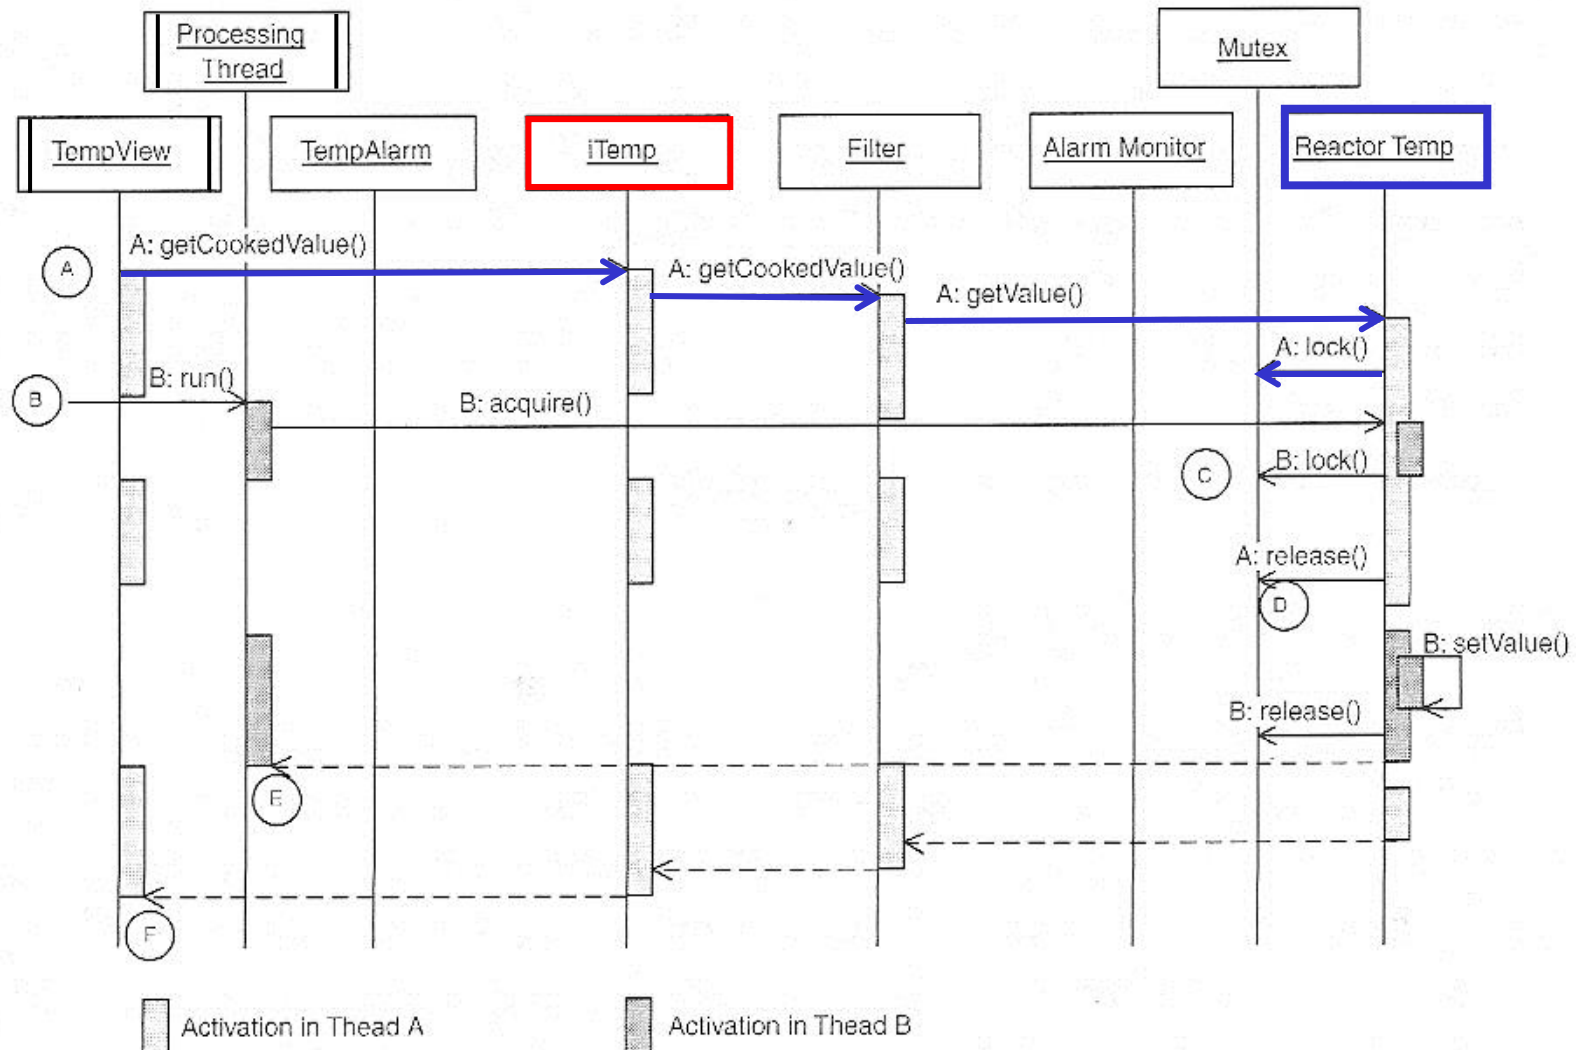 Processing
Thread
Mutex
TempView
TempAlarm
iTemp
Filter
Alarm Monitor
Reactor Temp
A: getCookedValue()
A
A: getCookedValue()
A: getValue()
A: lock()
B: run()
B
B: acquire()
B: lock()
C
A: release()
D
B: setValue()
B: release()
E
F
Activation in Thead A
Activation in Thead B